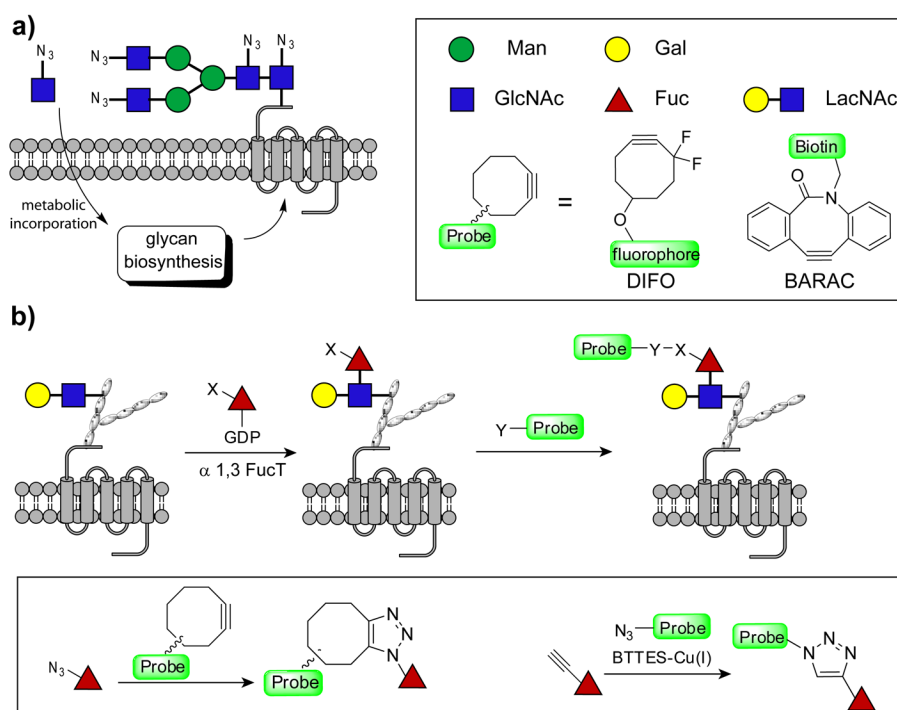 a)
N3
N3
N3
N3
N3
metabolic
incorporation
glycan
biosynthesis
Man
Gal
GlcNAc
Fuc
LacNAc
Probe
=
F
F
O
fluorophore
DIFO
Biotin
O
N
BARAC
b)
X
GDP
α 1,3 FucT
X
Y
Probe
Probe
Y
X
N3
Probe
Probe
N
N
N
N3
Probe
BTTES-Cu(I)
Probe
N
N
N